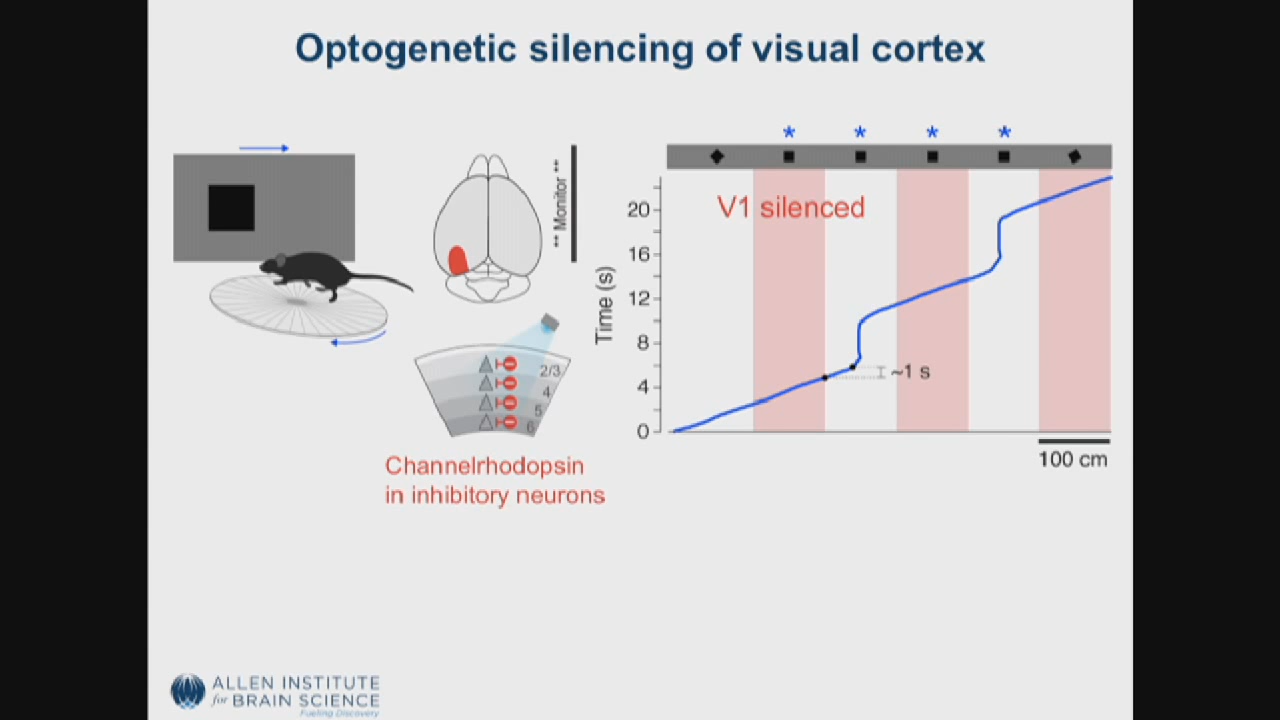 Optogenetic silencing of visual cortex
** Monitor **
2/3
4
5
6
Channelrhodopsin
in inhibitory neurons
* * * *
V1 silenced
Time (s)
20
16
12
8
4
0
~1 s
100 cm
ALLEN INSTITUTE
for BRAIN SCIENCE
Fueling Discovery